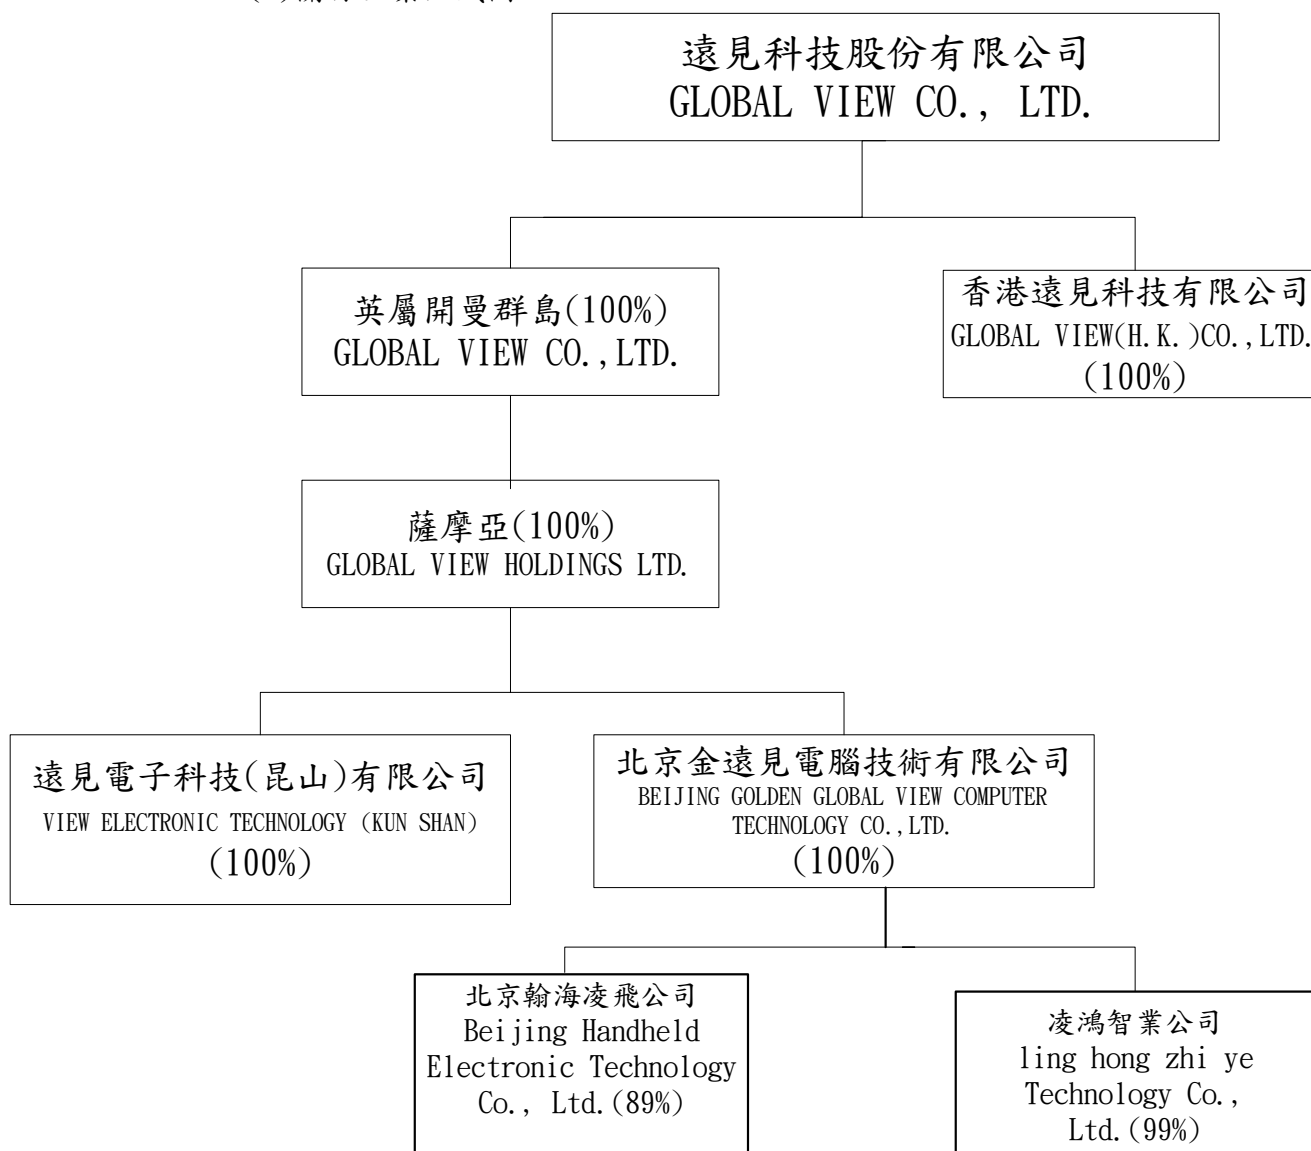 遠見科技股份有限公司
GLOBAL VIEW CO., LTD.
英屬開曼群島(100%)
GLOBAL VIEW CO.,LTD.
香港遠見科技有限公司
GLOBAL VIEW(H.K.)CO.,LTD.
(100%)
薩摩亞(100%)
GLOBAL VIEW HOLDINGS LTD.
遠見電子科技(昆山)有限公司
VIEW ELECTRONIC TECHNOLOGY (KUN SHAN)
(100%)
北京金遠見電腦技術有限公司
BEIJING GOLDEN GLOBAL VIEW COMPUTER
TECHNOLOGY CO.,LTD.
(100%)
北京翰海凌飛公司
Beijing Handheld
Electronic Technology
Co., Ltd.(89%)
凌鴻智業公司
ling hong zhi ye
Technology Co.,
Ltd.(99%)